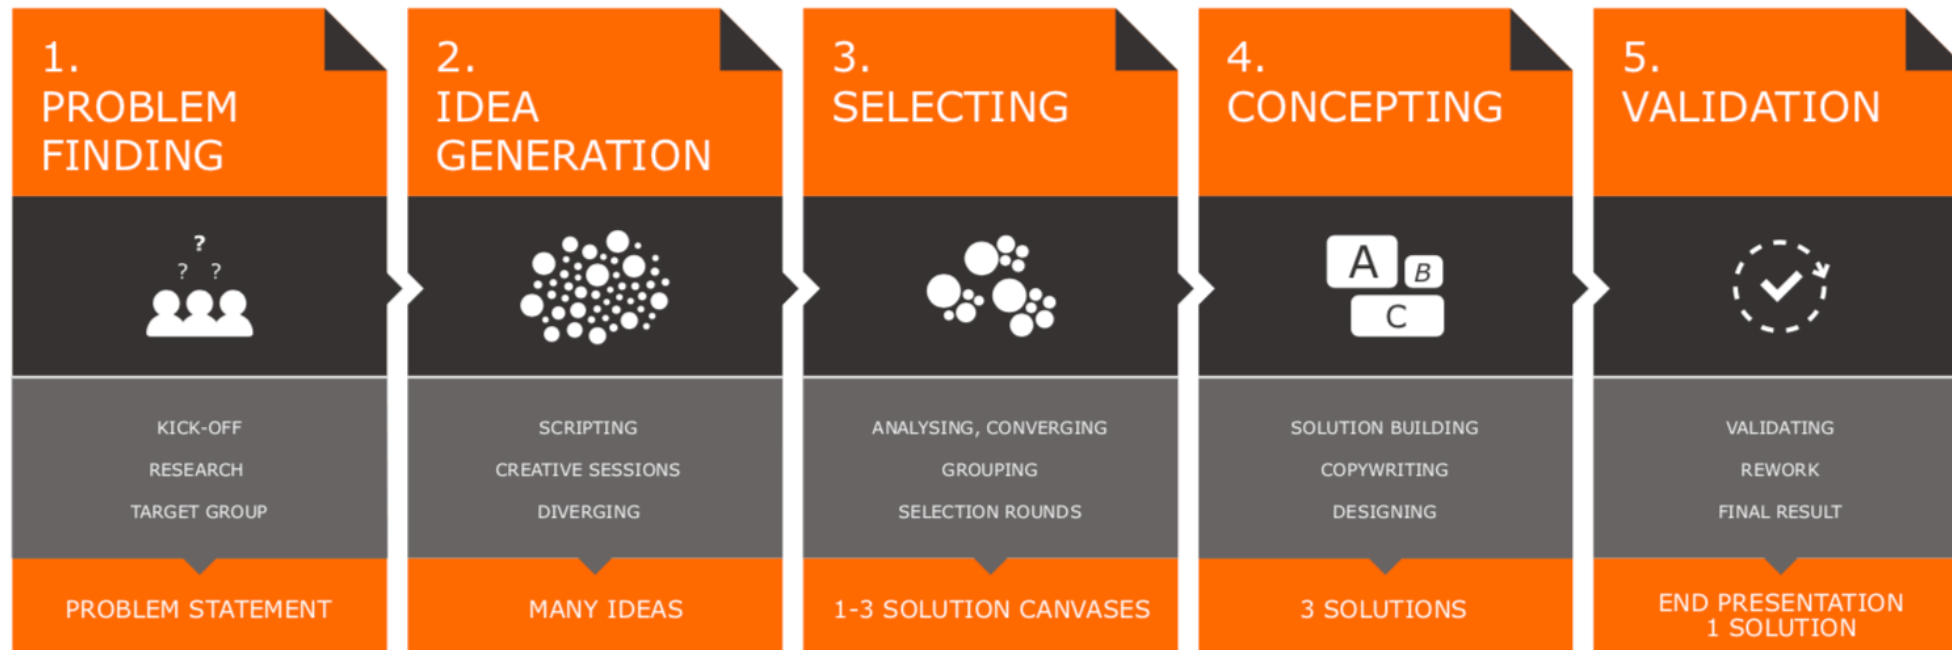 1.
PROBLEM
FINDING
?
? ?
KICK-OFF
RESEARCH
TARGET GROUP
PROBLEM STATEMENT
2.
IDEA
GENERATION
SCRIPTING
CREATIVE SESSIONS
DIVERGING
MANY IDEAS
3.
SELECTING
ANALYSING, CONVERGING
GROUPING
SELECTION ROUNDS
1-3 SOLUTION CANVASES
4.
CONCEPTING
A
B
C
SOLUTION BUILDING
COPYWRITING
DESIGNING
3 SOLUTIONS
5.
VALIDATION
VALIDATING
REWORK
FINAL RESULT
END PRESENTATION
1 SOLUTION